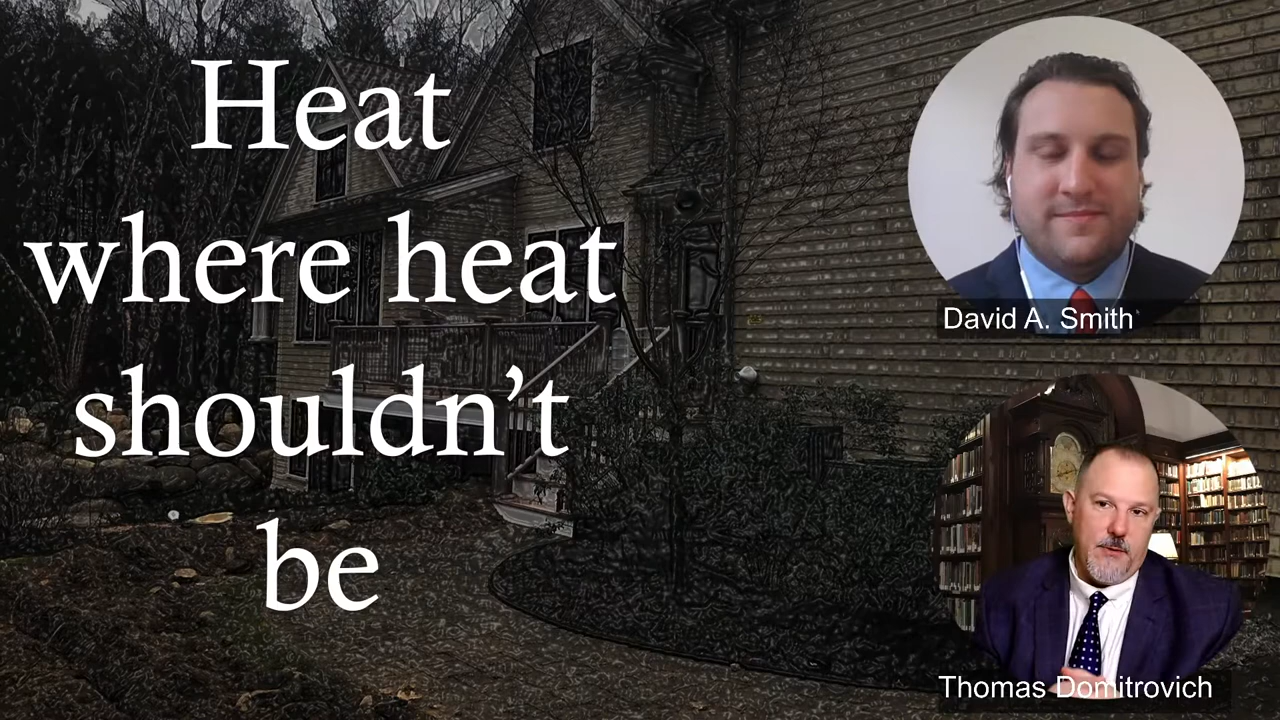 Heat
where heat
shouldn’t
be
David A. Smith
Thomas Domitrovich